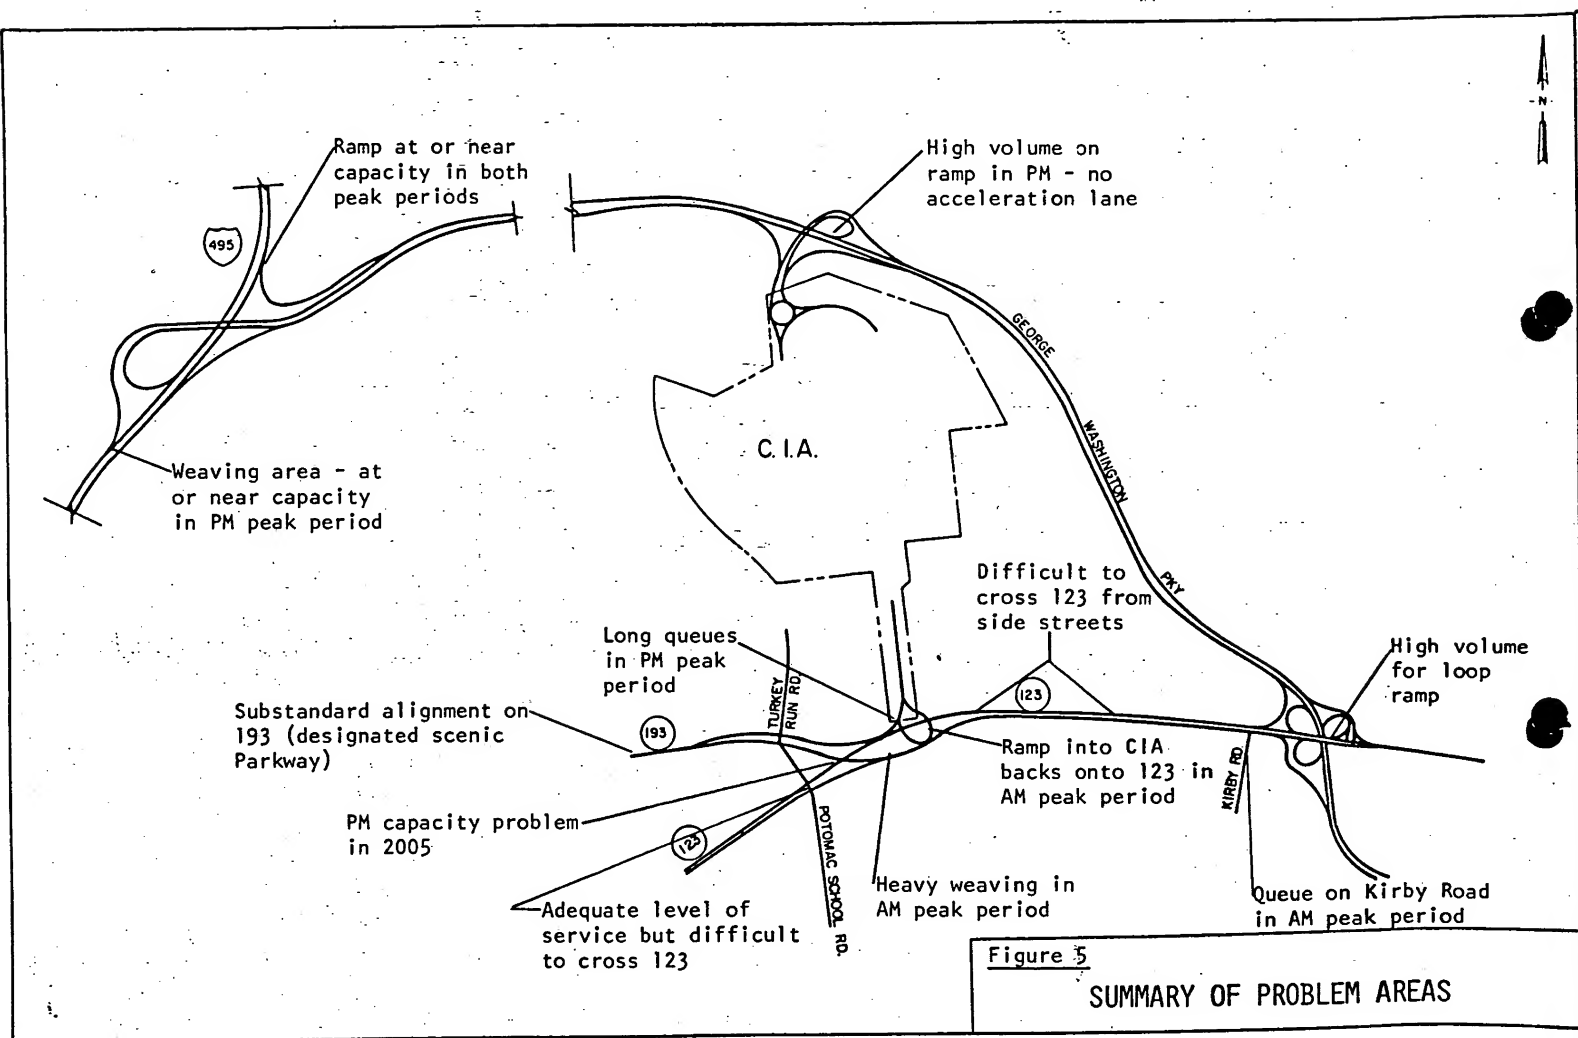 - N -
Ramp at or near
capacity in both
peak periods
High volume on
ramp in PM - no
acceleration lane
495
GEORGE
WASHINGTON
PKY
C.I.A.
Weaving area - at
or near capacity
in PM peak period
Difficult to
cross 123 from
side streets
Long queues
in PM peak
period
TURKEY
RUN RD.
High volume
for loop
ramp
123
Substandard alignment on
193 (designated scenic
Parkway)
193
Ramp into CIA
backs onto 123 in
AM peak period
KIRBY RD.
PM capacity problem
in 2005
123
POTOMAC SCHOOL RD.
Heavy weaving in
AM peak period
Queue on Kirby Road
in AM peak period
Adequate level of
service but difficult
to cross 123
Figure 5
SUMMARY OF PROBLEM AREAS